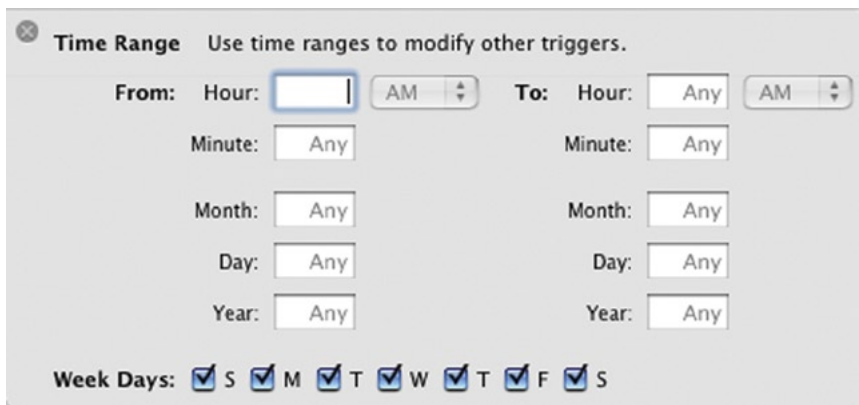 Time Range Use time ranges to modify other triggers.
From: Hour: AM To: Hour: Any AM
Minute: Any Minute: Any
Month: Any Month: Any
Day: Any Day: Any
Year: Any Year: Any
Week Days: S M T W T F S